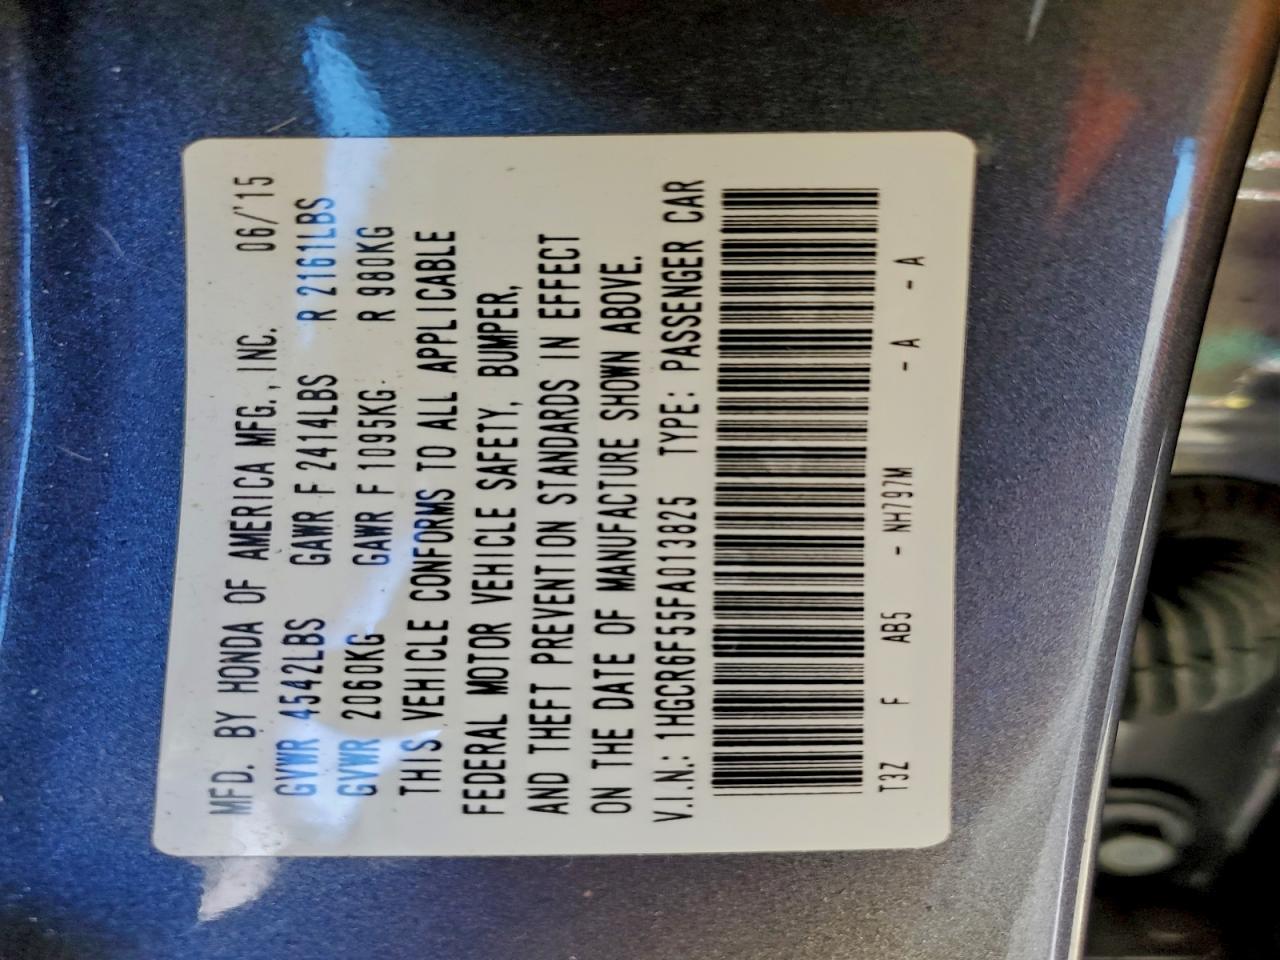 MFD. BY HONDA OF AMERICA MFG., INC. 06/'15
GVWR 4542LBS GAWR F 2414LBS R 2161LBS
GVWR 2060KG GAWR F 1095KG R 980KG
THIS VEHICLE CONFORMS TO ALL APPLICABLE
FEDERAL MOTOR VEHICLE SAFETY, BUMPER,
AND THEFT PREVENTION STANDARDS IN EFFECT
ON THE DATE OF MANUFACTURE SHOWN ABOVE.
V.I.N.: 1HGCR6F55FA013825 TYPE: PASSENGER CAR
T3Z F AB5 - NH797M - A - A